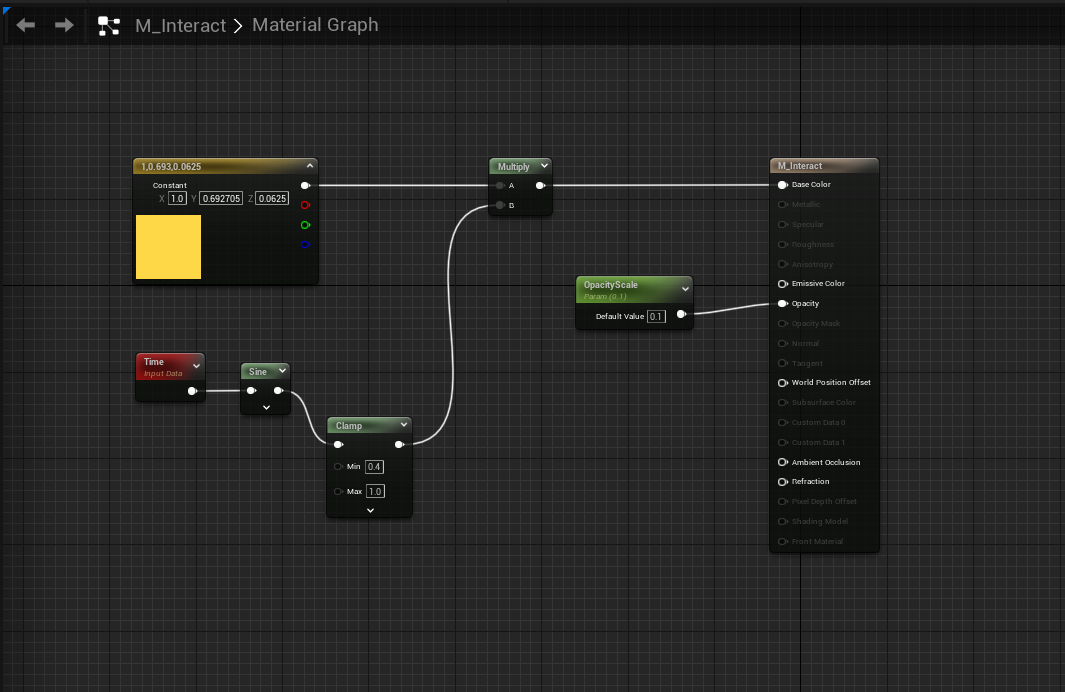 M_Interact > Material Graph
1,0.693,0.0625
Constant
X 1.0 Y 0.692705 Z 0.0625
Multiply
A
B
M_Interact
Base Color
Metallic
Specular
Roughness
Anisotropy
Emissive Color
Opacity
Opacity Mask
Normal
Tangent
World Position Offset
Subsurface Color
Custom Data 0
Custom Data 1
Ambient Occlusion
Refraction
Pixel Depth Offset
Shading Model
Front Material
OpacityScale
Param (0.1)
Default Value 0.1
Time
Input Data
Sine
Clamp
Min 0.4
Max 1.0